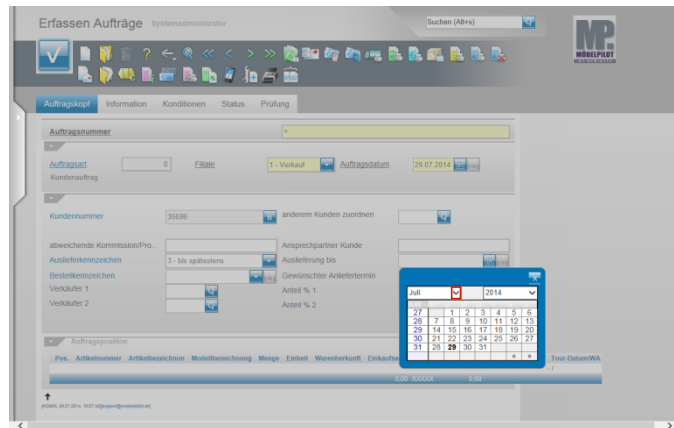 Erfassen Aufträge Systemadministrator
Suchen (Alt+s)
MP
MÖBELPILOT
Auftragskopf Information Konditionen Status Prüfung
Auftragsnummer +
Auftragsart 0 Filiale 1 - Verkauf Auftragsdatum 29.07.2014
Kundenauftrag
Kundennummer 35696 anderem Kunden zuordnen
abweichende Kommission/Pro... Ansprechpartner Kunde
Auslieferkennzeichen 3 - bis spätestens Auslieferung bis
Bestellkennzeichen Gewünschter Anliefertermin
Verkäufer 1 Anteil % 1
Verkäufer 2 Anteil % 2
Juli 2014
27 1 2 3 4 5 6
28 7 8 9 10 11 12 13
29 14 15 16 17 18 19 20
30 21 22 23 24 25 26 27
31 28 29 30 31
Auftragsposition
Pos. Artikelnummer Artikelbezeichnun Modellbezeichnung Menge Einheit Warenherkunft Einkaufsw Tour-Datum/WA
- /
0,00 XXXXX 0,00